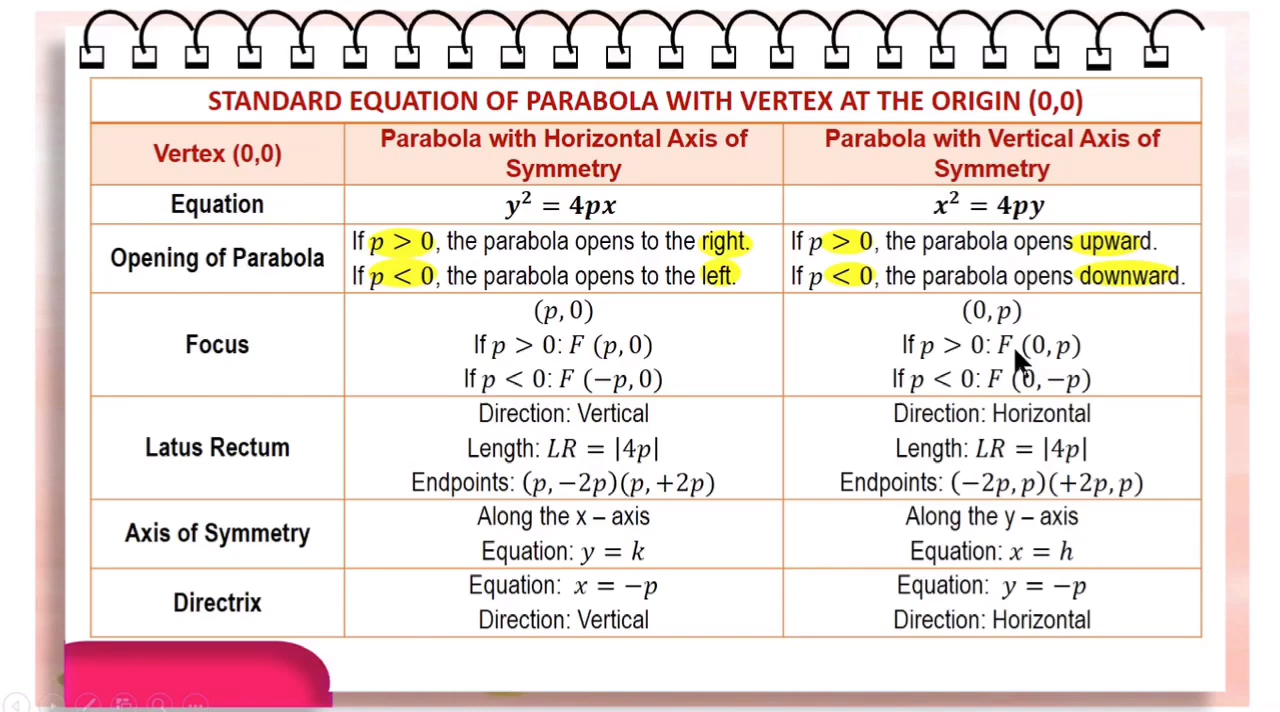 STANDARD EQUATION OF PARABOLA WITH VERTEX AT THE ORIGIN (0,0)
Vertex (0,0)
Parabola with Horizontal Axis of
Symmetry
Parabola with Vertical Axis of
Symmetry
Equation
y² = 4px
x² = 4py
Opening of Parabola
If p > 0, the parabola opens to the right.
If p < 0, the parabola opens to the left.
If p > 0, the parabola opens upward.
If p < 0, the parabola opens downward.
Focus
(p, 0)
If p > 0: F (p, 0)
If p < 0: F (−p, 0)
(0, p)
If p > 0: F (0, p)
If p < 0: F (0, −p)
Latus Rectum
Direction: Vertical
Length: LR = |4p|
Endpoints: (p, −2p)(p, +2p)
Direction: Horizontal
Length: LR = |4p|
Endpoints: (−2p, p)(+2p, p)
Axis of Symmetry
Along the x – axis
Equation: y = k
Along the y – axis
Equation: x = h
Directrix
Equation: x = −p
Direction: Vertical
Equation: y = −p
Direction: Horizontal